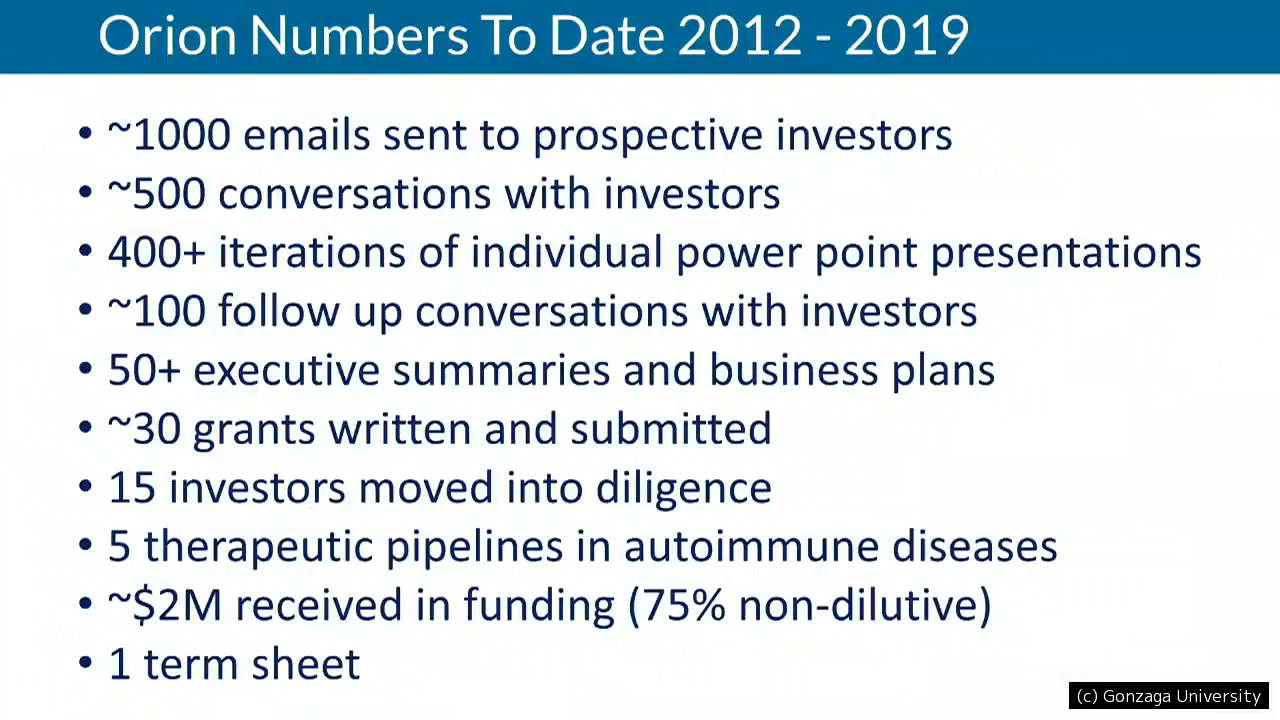 Orion Numbers To Date 2012 - 2019
• ~1000 emails sent to prospective investors
• ~500 conversations with investors
• 400+ iterations of individual power point presentations
• ~100 follow up conversations with investors
• 50+ executive summaries and business plans
• ~30 grants written and submitted
• 15 investors moved into diligence
• 5 therapeutic pipelines in autoimmune diseases
• ~$2M received in funding (75% non-dilutive)
• 1 term sheet
(c) Gonzaga University